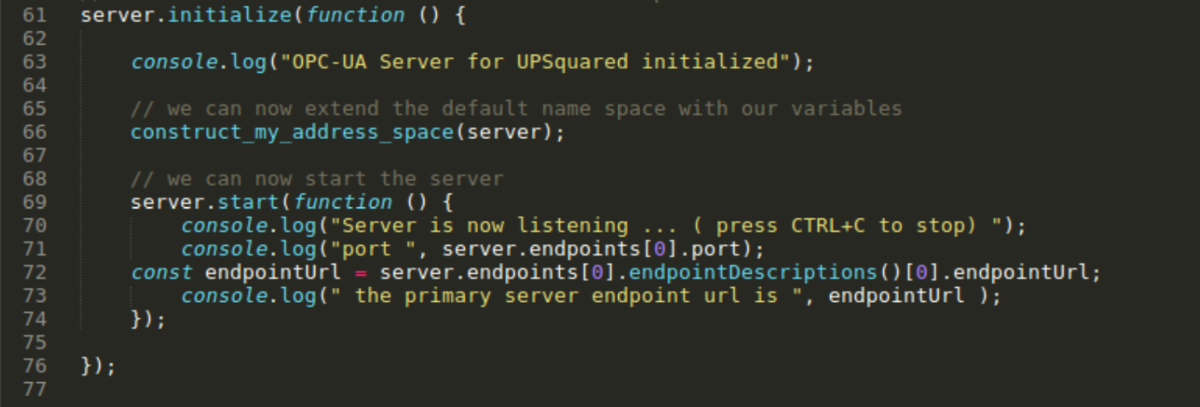 61 server.initialize(function () {
62
63     console.log("OPC-UA Server for UPSquared initialized");
64
65     // we can now extend the default name space with our variables
66     construct_my_address_space(server);
67
68     // we can now start the server
69     server.start(function () {
70         console.log("Server is now listening ... ( press CTRL+C to stop) ");
71         console.log("port ", server.endpoints[0].port);
72     const endpointUrl = server.endpoints[0].endpointDescriptions()[0].endpointUrl;
73         console.log(" the primary server endpoint url is ", endpointUrl );
74     });
75
76 });
77